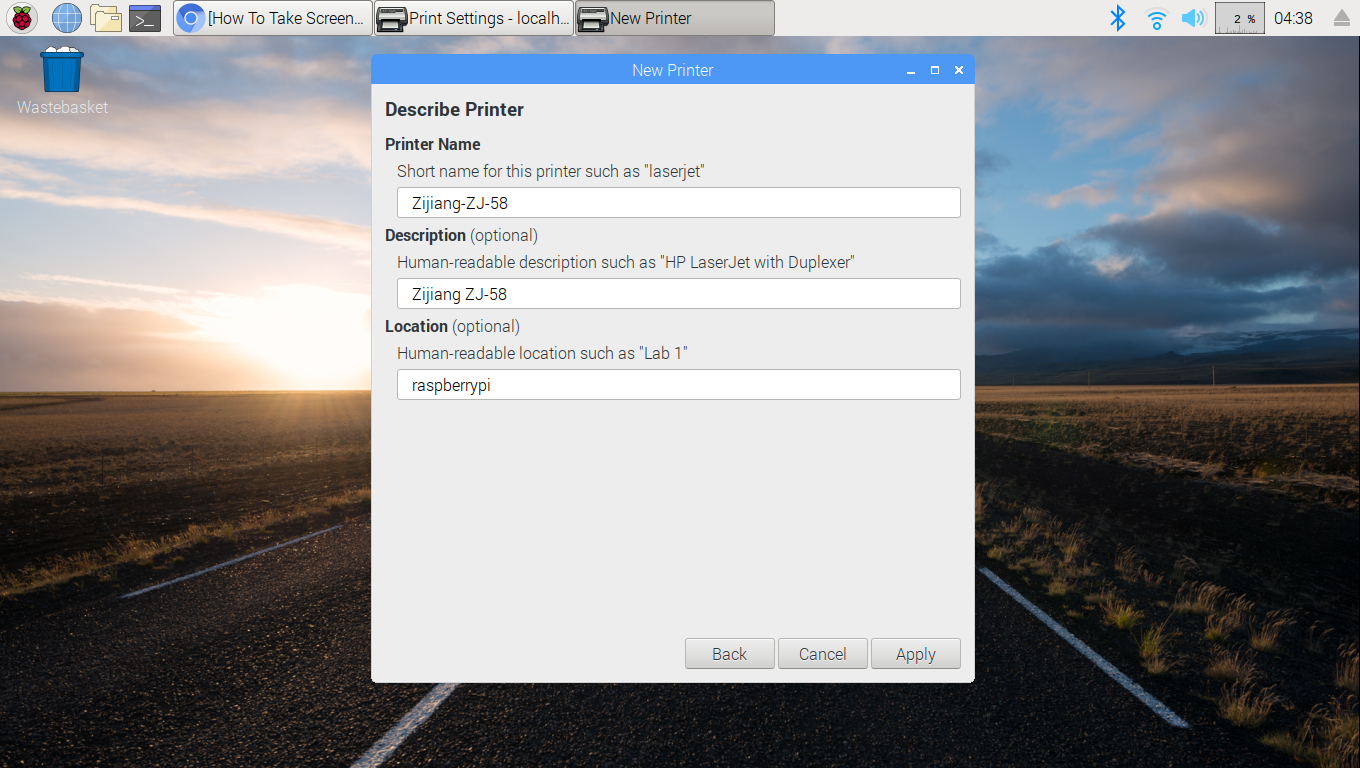 [How To Take Screen... Print Settings - localh... New Printer 2 % 04:38
Wastebasket
New Printer
Describe Printer
Printer Name
Short name for this printer such as "laserjet"
Zijiang-ZJ-58
Description (optional)
Human-readable description such as "HP LaserJet with Duplexer"
Zijiang ZJ-58
Location (optional)
Human-readable location such as "Lab 1"
raspberrypi
Back Cancel Apply